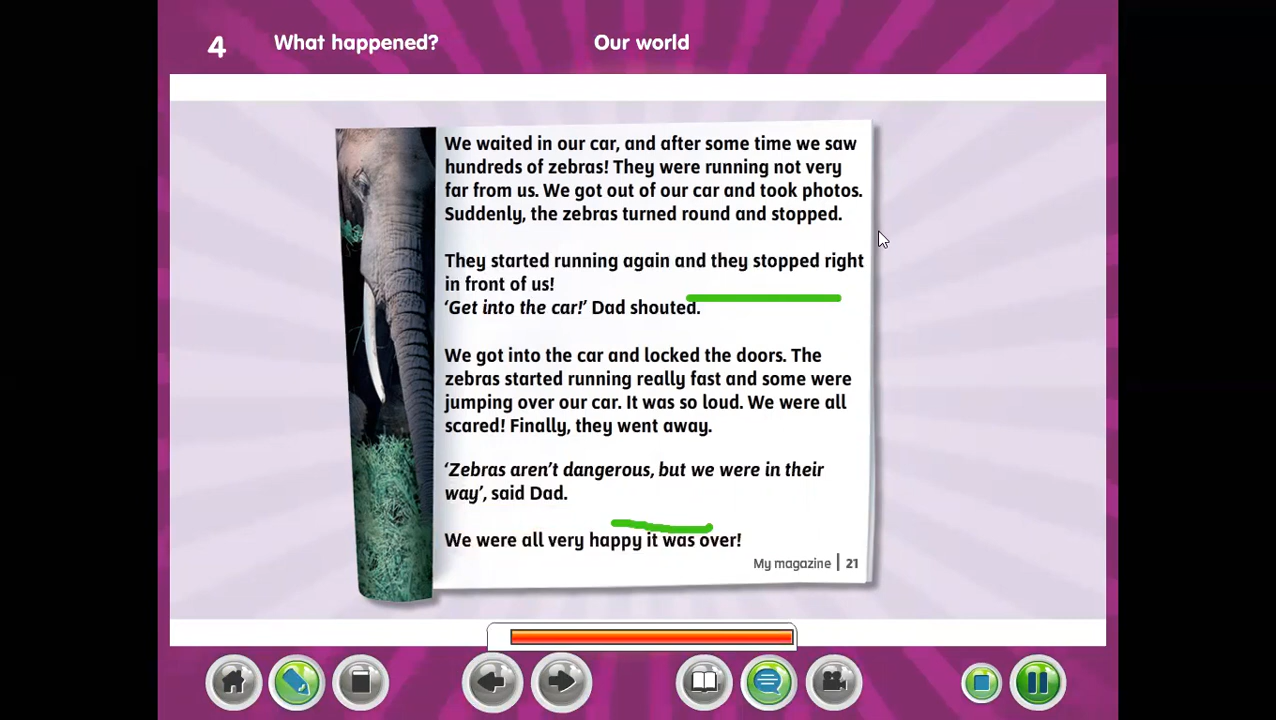 4 What happened? Our world
We waited in our car, and after some time we saw
hundreds of zebras! They were running not very
far from us. We got out of our car and took photos.
Suddenly, the zebras turned round and stopped.
They started running again and they stopped right
in front of us!
‘Get into the car!’ Dad shouted.
We got into the car and locked the doors. The
zebras started running really fast and some were
jumping over our car. It was so loud. We were all
scared! Finally, they went away.
‘Zebras aren’t dangerous, but we were in their
way’, said Dad.
We were all very happy it was over!
My magazine | 21